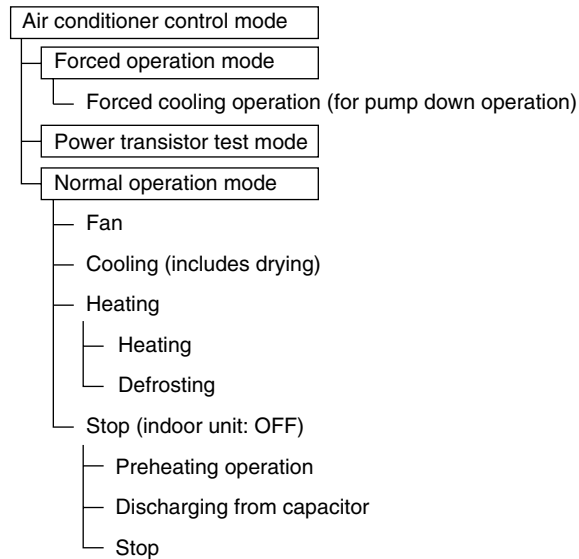 Air conditioner control mode
Forced operation mode
Forced cooling operation (for pump down operation)
Power transistor test mode
Normal operation mode
Fan
Cooling (includes drying)
Heating
Heating
Defrosting
Stop (indoor unit: OFF)
Preheating operation
Discharging from capacitor
Stop